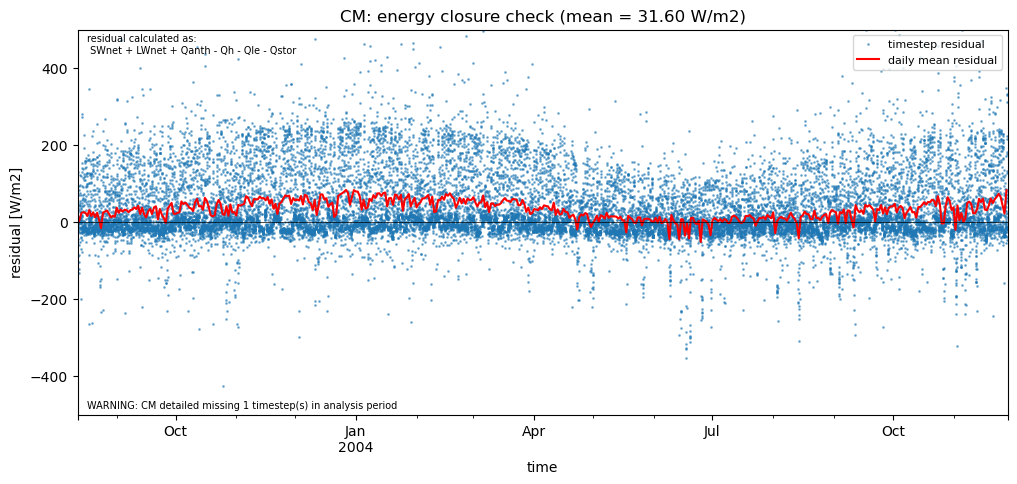 CM: energy closure check (mean = 31.60 W/m2)
residual calculated as:
SWnet + LWnet + Qanth - Qh - Qle - Qstor
timestep residual
daily mean residual
400
200
0
−200
−400
residual [W/m2]
WARNING: CM detailed missing 1 timestep(s) in analysis period
Oct
Jan
2004
Apr
Jul
Oct
time